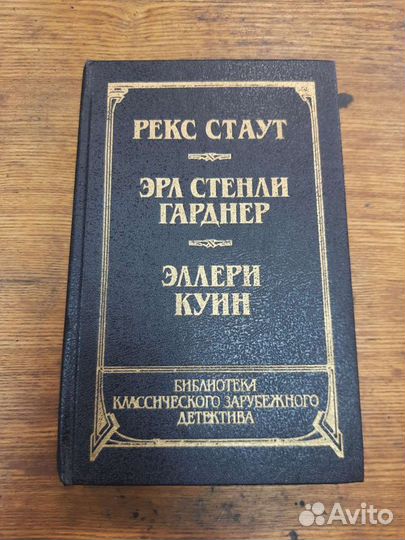 РЕКС СТАУТ
ЭРЛ СТЕНЛИ
ГАРДНЕР
ЭЛЛЕРИ
КУИН
БИБЛИОТЕКА
КЛАССИЧЕСКОГО ЗАРУБЕЖНОГО
ДЕТЕКТИВА
Avito